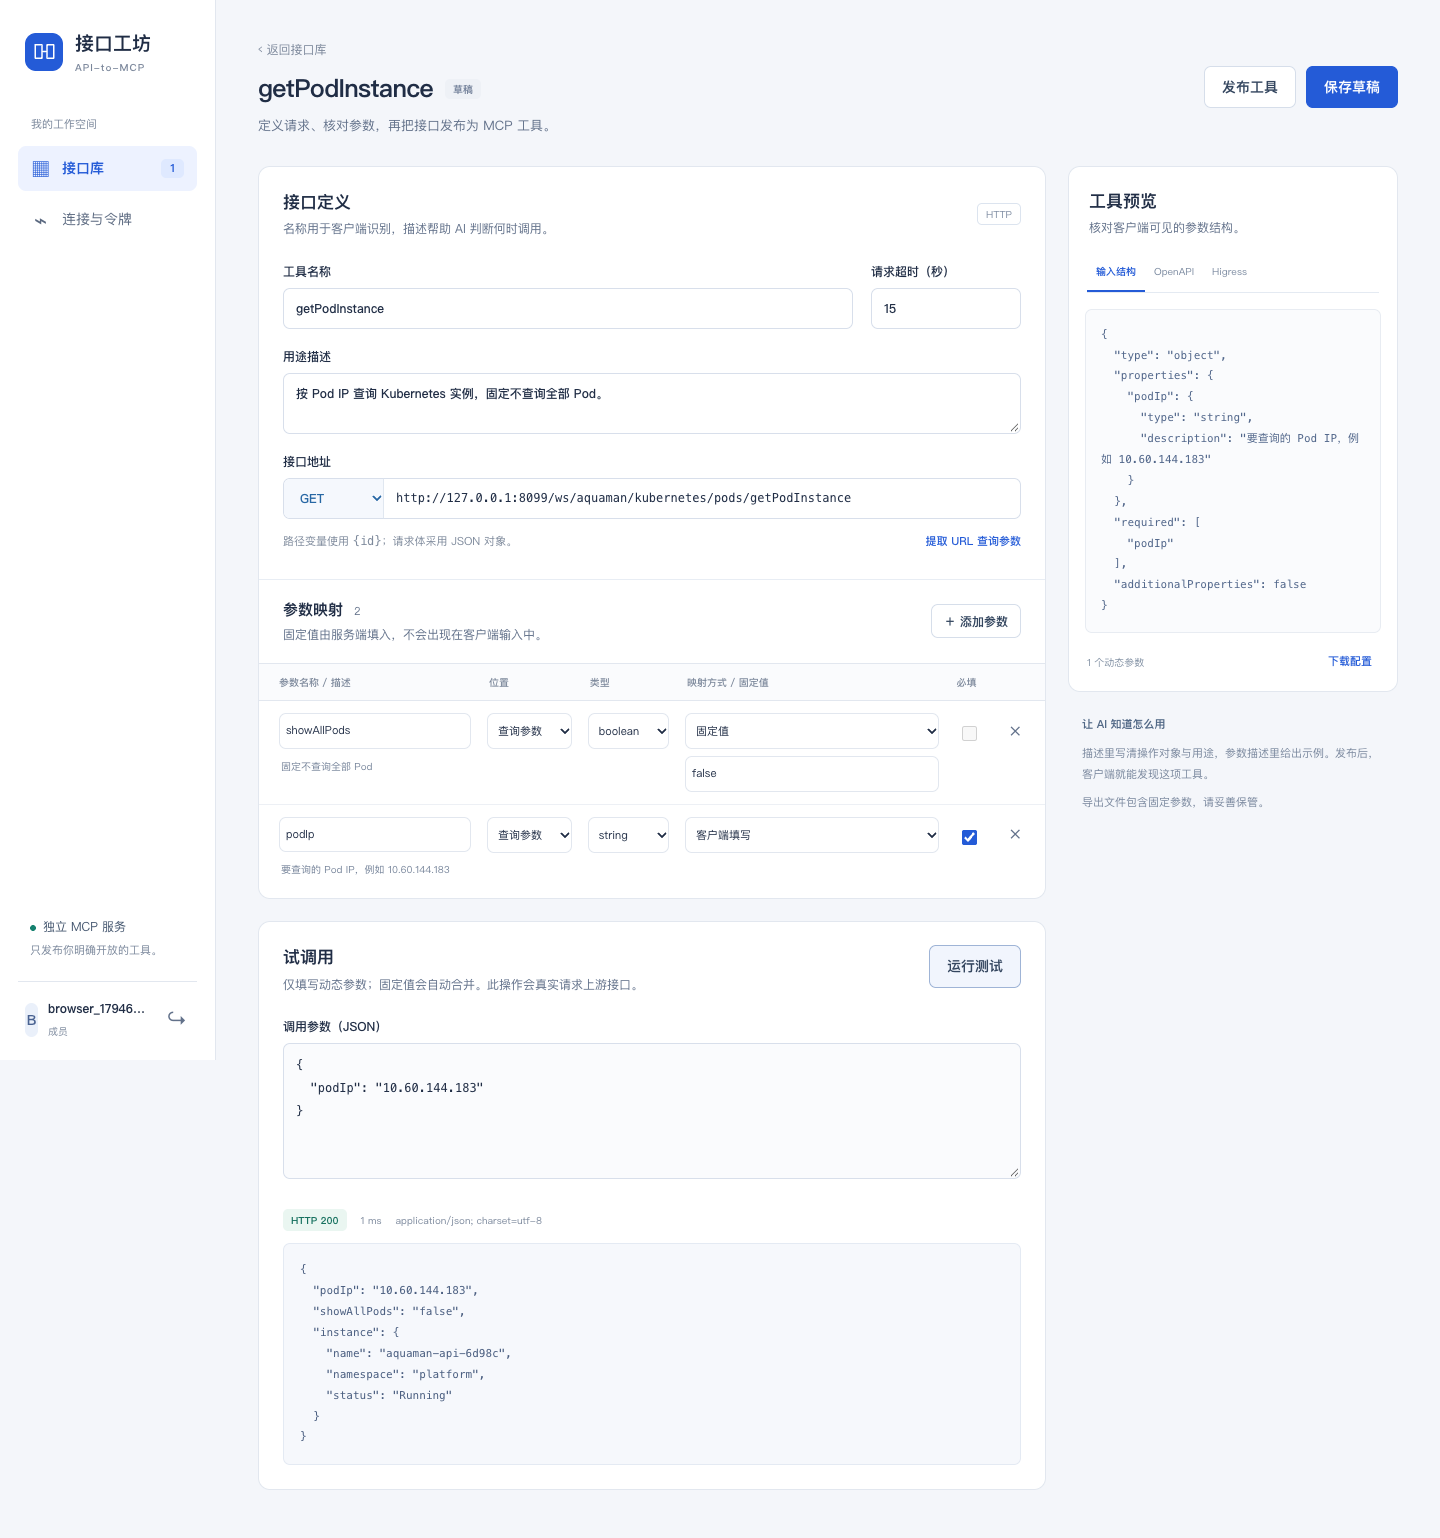 接口工坊
API-to-MCP
我的工作空间
接口库 1
连接与令牌
独立 MCP 服务
只发布你明确开放的工具。
B browser_17946...
成员
‹ 返回接口库
getPodInstance 草稿
定义请求、核对参数，再把接口发布为 MCP 工具。
发布工具 保存草稿
接口定义
名称用于客户端识别，描述帮助 AI 判断何时调用。
HTTP
工具名称 请求超时（秒）
getPodInstance 15
用途描述
按 Pod IP 查询 Kubernetes 实例，固定不查询全部 Pod。
接口地址
GET http://127.0.0.1:8099/ws/aquaman/kubernetes/pods/getPodInstance
路径变量使用 {id}；请求体采用 JSON 对象。 提取 URL 查询参数
参数映射 2
固定值由服务端填入，不会出现在客户端输入中。
+ 添加参数
参数名称 / 描述 位置 类型 映射方式 / 固定值 必填
showAllPods 查询参数 boolean 固定值 ×
固定不查询全部 Pod false
podIp 查询参数 string 客户端填写 ×
要查询的 Pod IP，例如 10.60.144.183
试调用
仅填写动态参数；固定值会自动合并。此操作会真实请求上游接口。
运行测试
调用参数（JSON）
{
"podIp": "10.60.144.183"
}
HTTP 200 1 ms application/json; charset=utf-8
{
"podIp": "10.60.144.183",
"showAllPods": "false",
"instance": {
"name": "aquaman-api-6d98c",
"namespace": "platform",
"status": "Running"
}
}
工具预览
核对客户端可见的参数结构。
输入结构 OpenAPI Higress
{
"type": "object",
"properties": {
"podIp": {
"type": "string",
"description": "要查询的 Pod IP，例
如 10.60.144.183"
}
},
"required": [
"podIp"
],
"additionalProperties": false
}
1 个动态参数 下载配置
让 AI 知道怎么用
描述里写清操作对象与用途，参数描述里给出示例。发布后，
客户端就能发现这项工具。
导出文件包含固定参数，请妥善保管。